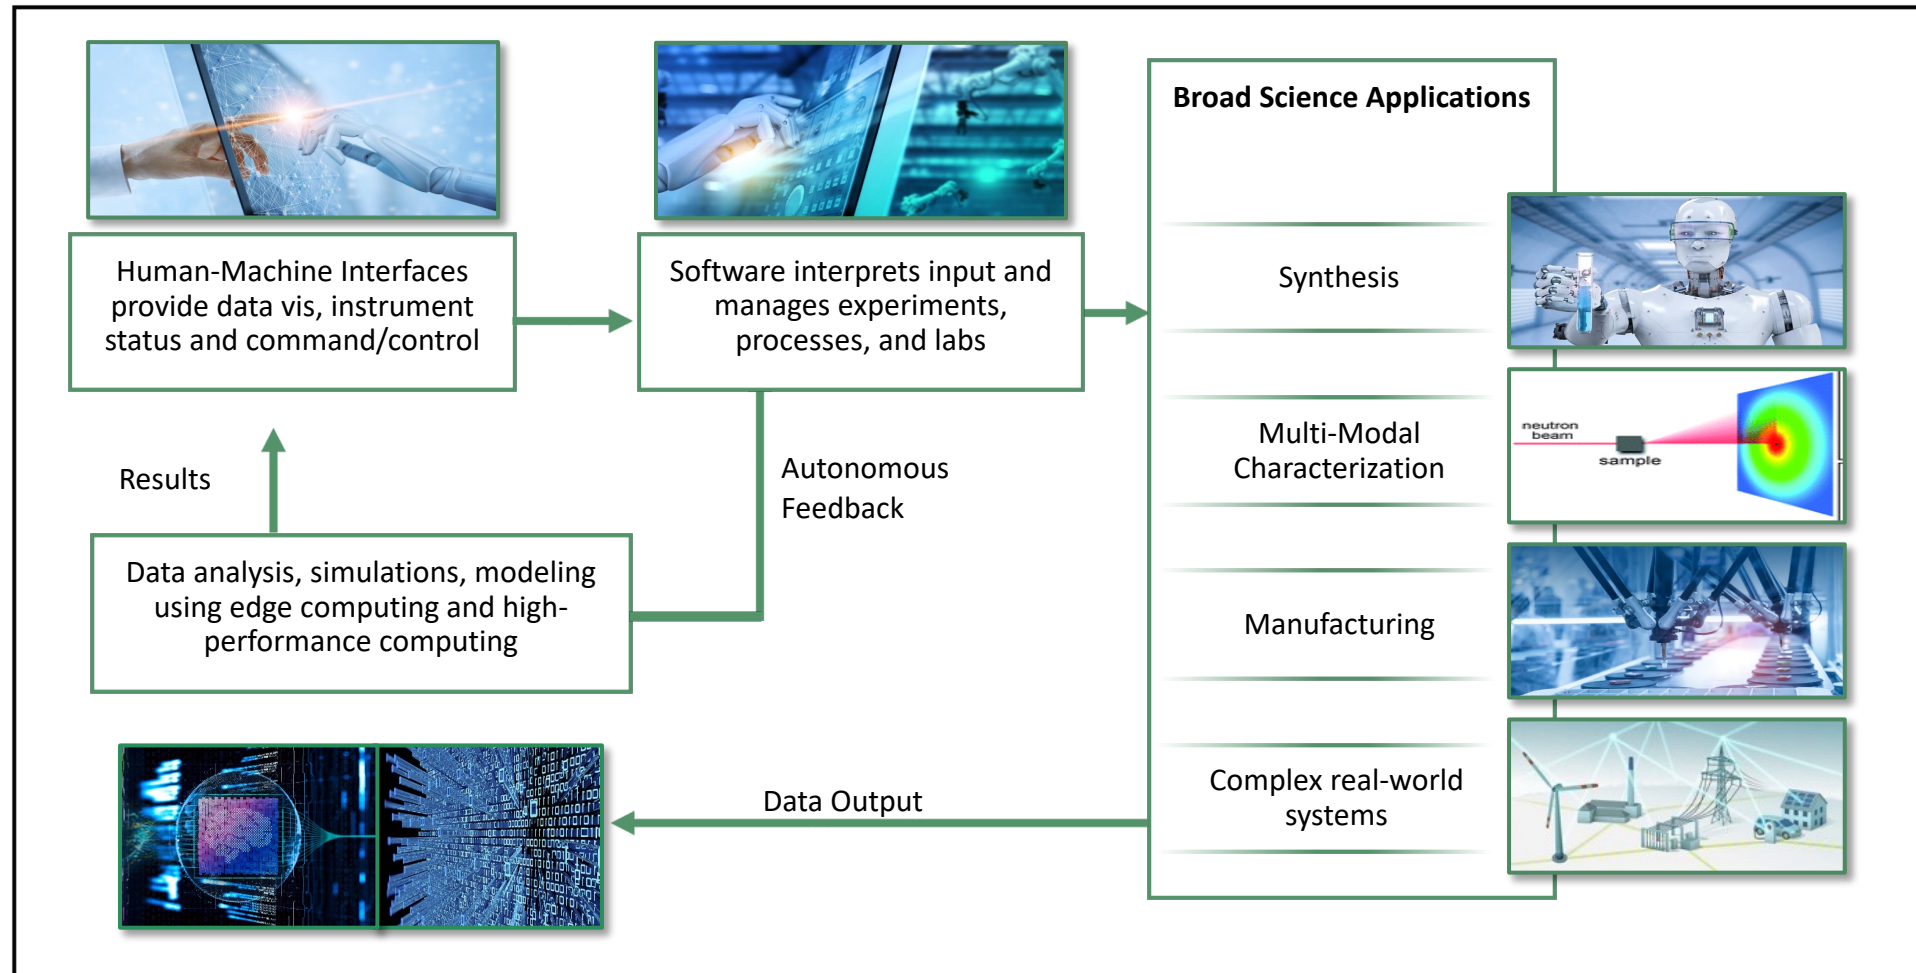 Human-Machine Interfaces
provide data vis, instrument
status and command/control
Software interprets input and
manages experiments,
processes, and labs
Broad Science Applications
Synthesis
Multi-Modal
Characterization
neutron
beam
sample
Manufacturing
Complex real-world
systems
Results
Autonomous
Feedback
Data analysis, simulations, modeling
using edge computing and high-
performance computing
Data Output